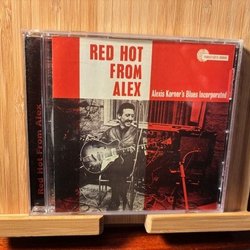 RED HOT
FROM
ALEX
Alexis Korner's Blues Incorporated
Red Hot From Alex